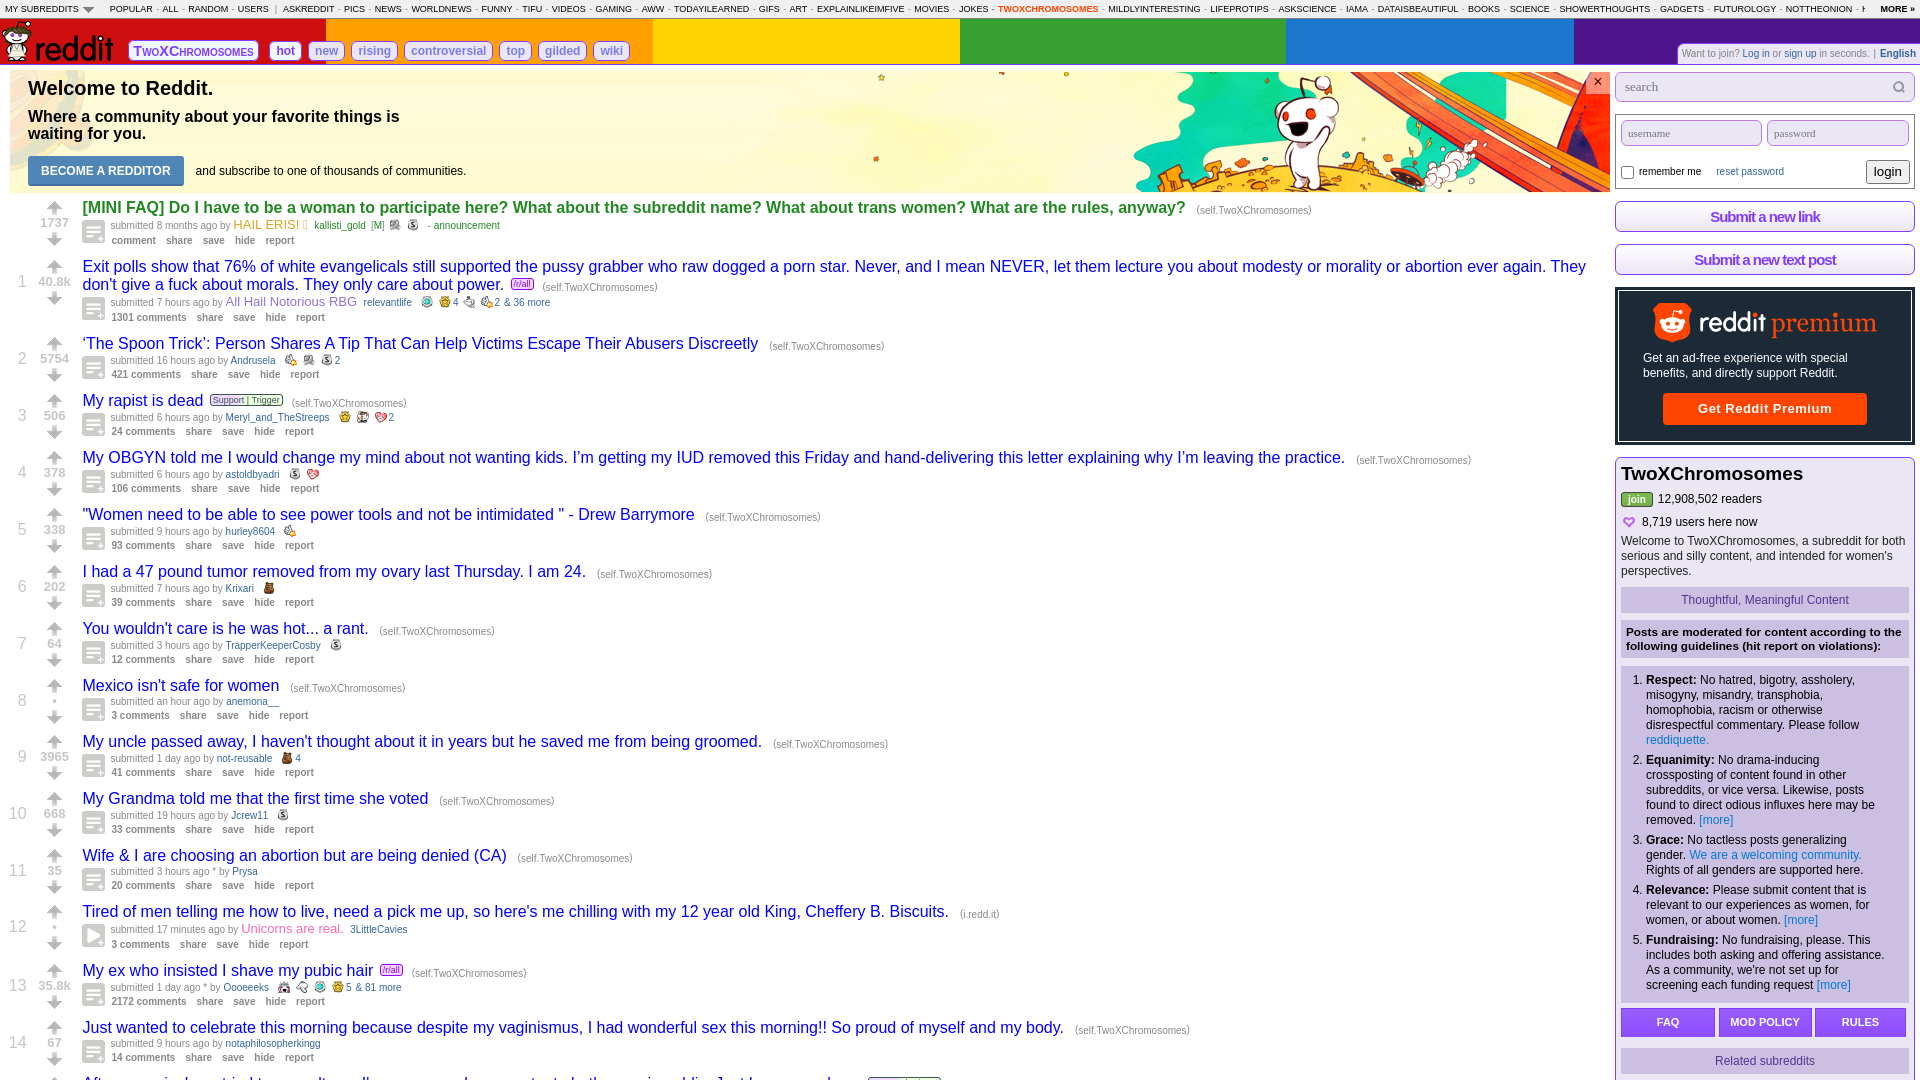 MY SUBREDDITS POPULAR - ALL - RANDOM - USERS | ASKREDDIT - PICS - NEWS - WORLDNEWS - FUNNY - TIFU - VIDEOS - GAMING - AWW - TODAYILEARNED - GIFS - ART - EXPLAINLIKEIMFIVE - MOVIES - JOKES - TWOXCHROMOSOMES - MILDLYINTERESTING - LIFEPROTIPS - ASKSCIENCE - IAMA - DATAISBEAUTIFUL - BOOKS - SCIENCE - SHOWERTHOUGHTS - GADGETS - FUTUROLOGY - NOTTHEONION MORE »
reddit TwoXChromosomes hot new rising controversial top gilded wiki
Want to join? Log in or sign up in seconds. | English
Welcome to Reddit.
Where a community about your favorite things is
waiting for you.
BECOME A REDDITOR and subscribe to one of thousands of communities.
×
1737
[MINI FAQ] Do I have to be a woman to participate here? What about the subreddit name? What about trans women? What are the rules, anyway? (self.TwoXChromosomes)
submitted 8 months ago by HAIL ERIS! kallisti_gold [M] - announcement
comment share save hide report
1 40.8k
Exit polls show that 76% of white evangelicals still supported the pussy grabber who raw dogged a porn star. Never, and I mean NEVER, let them lecture you about modesty or morality or abortion ever again. They
don't give a fuck about morals. They only care about power. /r/all (self.TwoXChromosomes)
submitted 7 hours ago by All Hail Notorious RBG relevantlife 4 2 & 36 more
1301 comments share save hide report
2 5754
‘The Spoon Trick’: Person Shares A Tip That Can Help Victims Escape Their Abusers Discreetly (self.TwoXChromosomes)
submitted 16 hours ago by Andrusela 2
421 comments share save hide report
3 506
My rapist is dead Support | Trigger (self.TwoXChromosomes)
submitted 6 hours ago by Meryl_and_TheStreeps 2
24 comments share save hide report
4 378
My OBGYN told me I would change my mind about not wanting kids. I’m getting my IUD removed this Friday and hand-delivering this letter explaining why I’m leaving the practice. (self.TwoXChromosomes)
submitted 6 hours ago by astoldbyadri
106 comments share save hide report
5 338
"Women need to be able to see power tools and not be intimidated " - Drew Barrymore (self.TwoXChromosomes)
submitted 9 hours ago by hurley8604
93 comments share save hide report
6 202
I had a 47 pound tumor removed from my ovary last Thursday. I am 24. (self.TwoXChromosomes)
submitted 7 hours ago by Krixari
39 comments share save hide report
7 64
You wouldn't care is he was hot... a rant. (self.TwoXChromosomes)
submitted 3 hours ago by TrapperKeeperCosby
12 comments share save hide report
8 •
Mexico isn't safe for women (self.TwoXChromosomes)
submitted an hour ago by anemona__
3 comments share save hide report
9 3965
My uncle passed away, I haven't thought about it in years but he saved me from being groomed. (self.TwoXChromosomes)
submitted 1 day ago by not-reusable 4
41 comments share save hide report
10 668
My Grandma told me that the first time she voted (self.TwoXChromosomes)
submitted 19 hours ago by Jcrew11
33 comments share save hide report
11 35
Wife & I are choosing an abortion but are being denied (CA) (self.TwoXChromosomes)
submitted 3 hours ago * by Prysa
20 comments share save hide report
12 •
Tired of men telling me how to live, need a pick me up, so here's me chilling with my 12 year old King, Cheffery B. Biscuits. (i.redd.it)
submitted 17 minutes ago by Unicorns are real. 3LittleCavies
3 comments share save hide report
13 35.8k
My ex who insisted I shave my pubic hair /r/all (self.TwoXChromosomes)
submitted 1 day ago * by Oooeeeks 5 & 81 more
2172 comments share save hide report
14 67
Just wanted to celebrate this morning because despite my vaginismus, I had wonderful sex this morning!! So proud of myself and my body. (self.TwoXChromosomes)
submitted 9 hours ago by notaphilosopherkingg
14 comments share save hide report
search
username password
remember me reset password login
Submit a new link
Submit a new text post
reddit premium
Get an ad-free experience with special
benefits, and directly support Reddit.
Get Reddit Premium
TwoXChromosomes
join 12,908,502 readers
8,719 users here now
Welcome to TwoXChromosomes, a subreddit for both
serious and silly content, and intended for women's
perspectives.
Thoughtful, Meaningful Content
Posts are moderated for content according to the
following guidelines (hit report on violations):
1. Respect: No hatred, bigotry, assholery,
misogyny, misandry, transphobia,
homophobia, racism or otherwise
disrespectful commentary. Please follow
reddiquette.
2. Equanimity: No drama-inducing
crossposting of content found in other
subreddits, or vice versa. Likewise, posts
found to direct odious influxes here may be
removed. [more]
3. Grace: No tactless posts generalizing
gender. We are a welcoming community.
Rights of all genders are supported here.
4. Relevance: Please submit content that is
relevant to our experiences as women, for
women, or about women. [more]
5. Fundraising: No fundraising, please. This
includes both asking and offering assistance.
As a community, we're not set up for
screening each funding request [more]
FAQ MOD POLICY RULES
Related subreddits